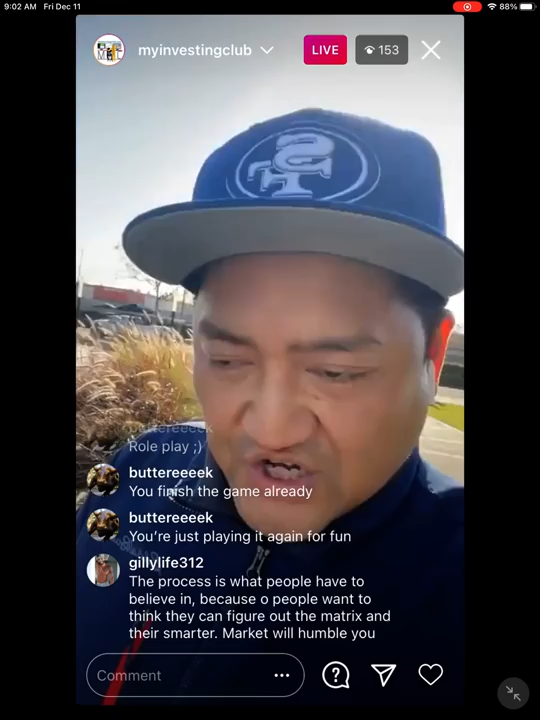 9:02 AM Fri Dec 11
88%
myinvestingclub
LIVE
153
buttereeeek
Role play ;)
buttereeeek
You finish the game already
buttereeeek
You're just playing it again for fun
gillylife312
The process is what people have to
believe in, because o people want to
think they can figure out the matrix and
their smarter. Market will humble you
Comment